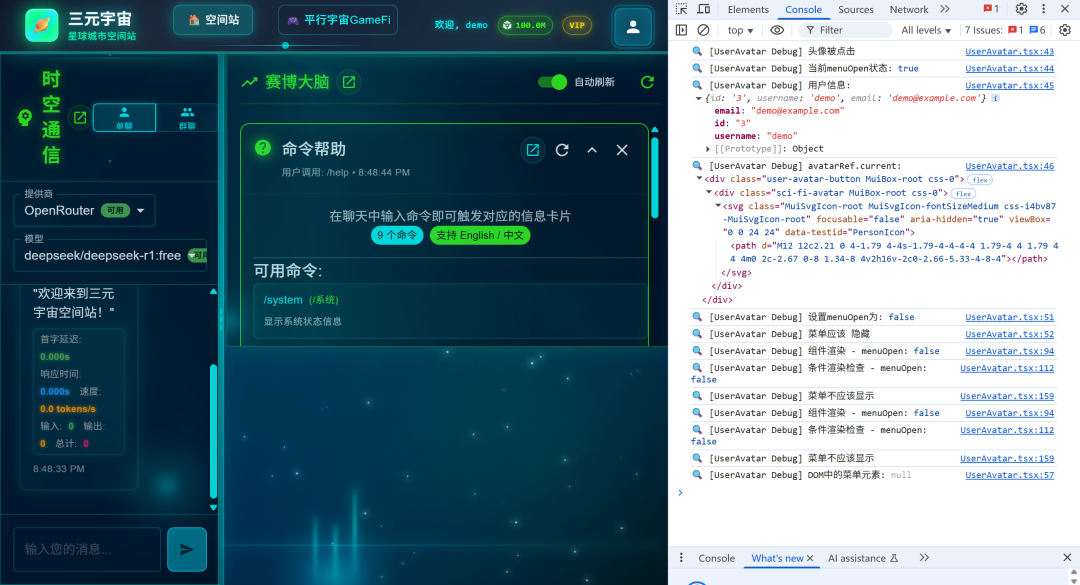 三元宇宙
星球城市空间站
空间站
平行宇宙GameFi
欢迎, demo
100.0M
VIP
时空通信
单聊
群聊
提供商
OpenRouter 可用
模型
deepseek/deepseek-r1:free 可用
"欢迎来到三元
宇宙空间站！"
首字延迟:
0.000s
响应时间:
0.000s 速度:
0.0 tokens/s
输入: 0 输出:
0 总计: 0
8:48:33 PM
输入您的消息...
赛博大脑
自动刷新
命令帮助
用户调用: /help • 8:48:44 PM
在聊天中输入命令即可触发对应的信息卡片
9 个命令 支持 English / 中文
可用命令:
/system (/系统)
显示系统状态信息
Elements Console Sources Network 1
top Filter All levels 7 Issues: 1 6
[UserAvatar Debug] 头像被点击 UserAvatar.tsx:43
[UserAvatar Debug] 当前menuOpen状态: true UserAvatar.tsx:44
[UserAvatar Debug] 用户信息: UserAvatar.tsx:45
{id: '3', username: 'demo', email: 'demo@example.com'}
email: "demo@example.com"
id: "3"
username: "demo"
[[Prototype]]: Object
[UserAvatar Debug] avatarRef.current: UserAvatar.tsx:46
<div class="user-avatar-button MuiBox-root css-0"> flex
<div class="sci-fi-avatar MuiBox-root css-0"> flex
<svg class="MuiSvgIcon-root MuiSvgIcon-fontSizeMedium css-i4bv87
-MuiSvgIcon-root" focusable="false" aria-hidden="true" viewBox=
"0 0 24 24" data-testid="PersonIcon">
<path d="M12 12c2.21 0 4-1.79 4-4s-1.79-4-4-4-4 1.79-4 4 1.79 4
4 4m0 2c-2.67 0-8 1.34-8 4v2h16v-2c0-2.66-5.33-4-8-4"></path>
</svg>
</div>
</div>
[UserAvatar Debug] 设置menuOpen为: false UserAvatar.tsx:51
[UserAvatar Debug] 菜单应该 隐藏 UserAvatar.tsx:52
[UserAvatar Debug] 组件渲染 - menuOpen: false UserAvatar.tsx:94
[UserAvatar Debug] 条件渲染检查 - menuOpen: UserAvatar.tsx:112
false
[UserAvatar Debug] 菜单不应该显示 UserAvatar.tsx:159
[UserAvatar Debug] 组件渲染 - menuOpen: false UserAvatar.tsx:94
[UserAvatar Debug] 条件渲染检查 - menuOpen: UserAvatar.tsx:112
false
[UserAvatar Debug] 菜单不应该显示 UserAvatar.tsx:159
[UserAvatar Debug] DOM中的菜单元素: null UserAvatar.tsx:57
Console What's new AI assistance